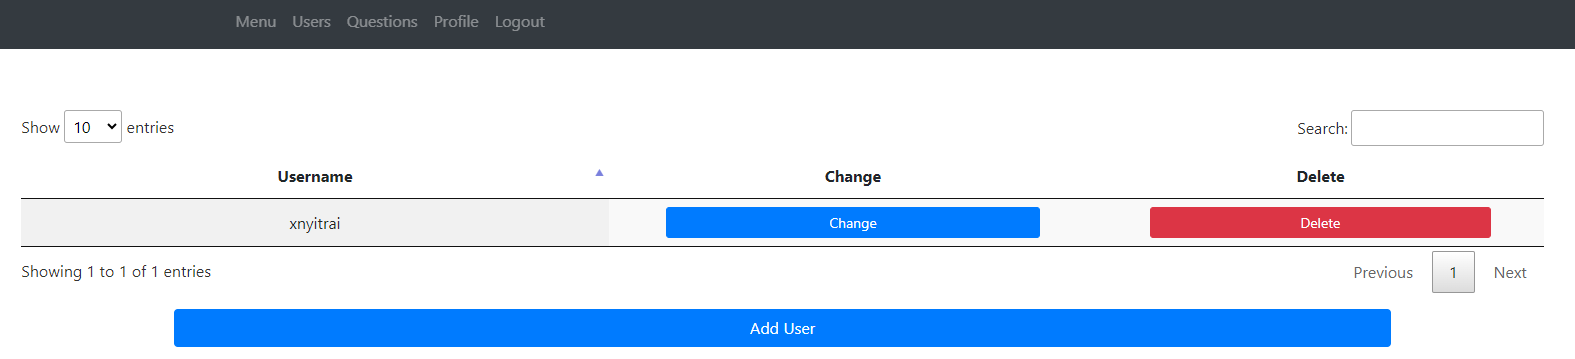 Menu Users Questions Profile Logout
Show 10 entries Search:
Username Change Delete
xnyitrai Change Delete
Showing 1 to 1 of 1 entries Previous 1 Next
Add User